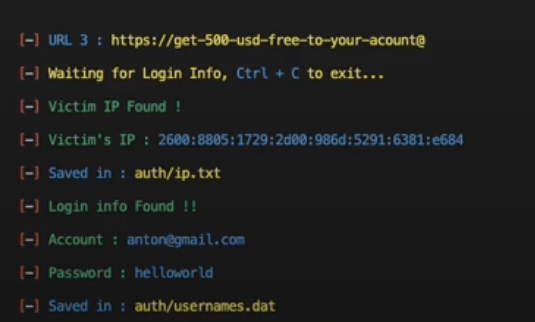 [-] URL 3 : https://get-500-usd-free-to-your-acount@
[-] Waiting for Login Info, Ctrl + C to exit...
[-] Victim IP Found !
[-] Victim's IP : 2600:8805:1729:2d00:986d:5291:6381:e684
[-] Saved in : auth/ip.txt
[-] Login info Found !!
[-] Account : anton@gmail.com
[-] Password : helloworld
[-] Saved in : auth/usernames.dat